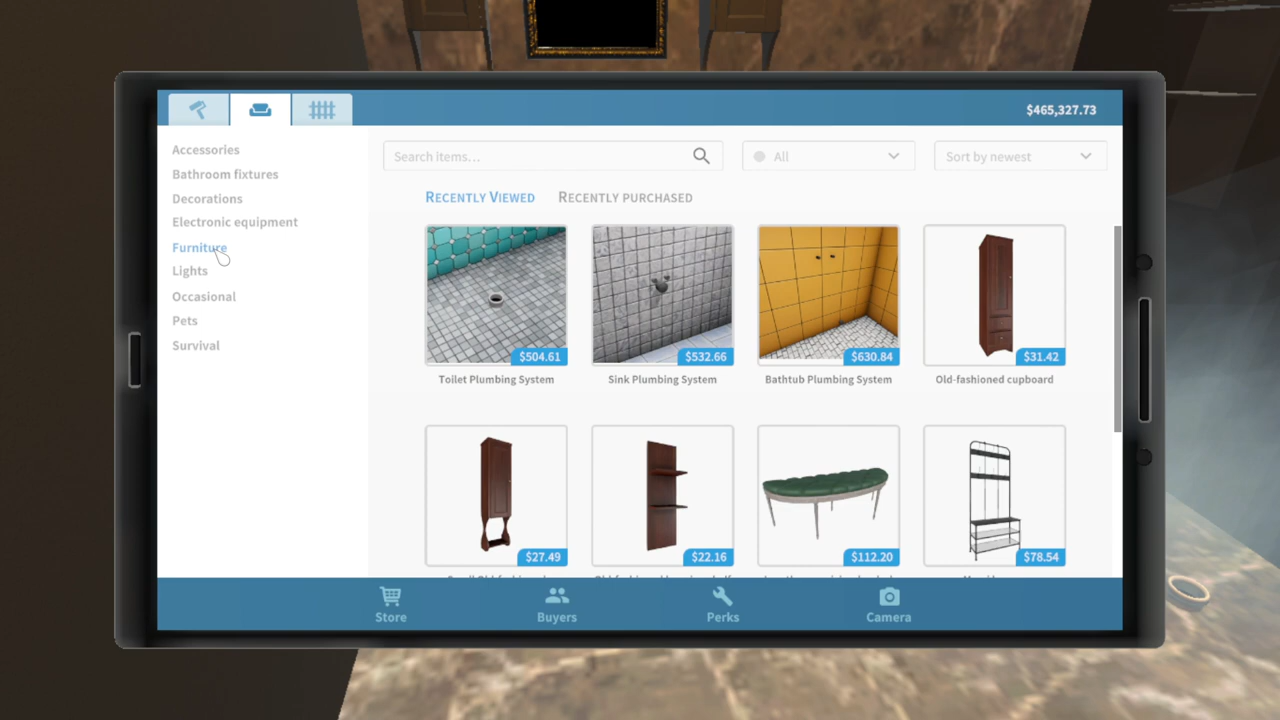 $465,327.73
Accessories
Bathroom fixtures
Decorations
Electronic equipment
Furniture
Lights
Occasional
Pets
Survival
Search items...
All
Sort by newest
Recently Viewed
Recently purchased
$504.61
Toilet Plumbing System
$532.66
Sink Plumbing System
$630.84
Bathtub Plumbing System
$31.42
Old-fashioned cupboard
$27.49
$22.16
$112.20
$78.54
Store
Buyers
Perks
Camera